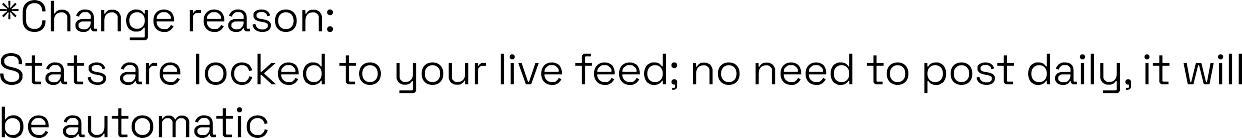 *Change reason:
Stats are locked to your live feed; no need to post daily, it will
be automatic